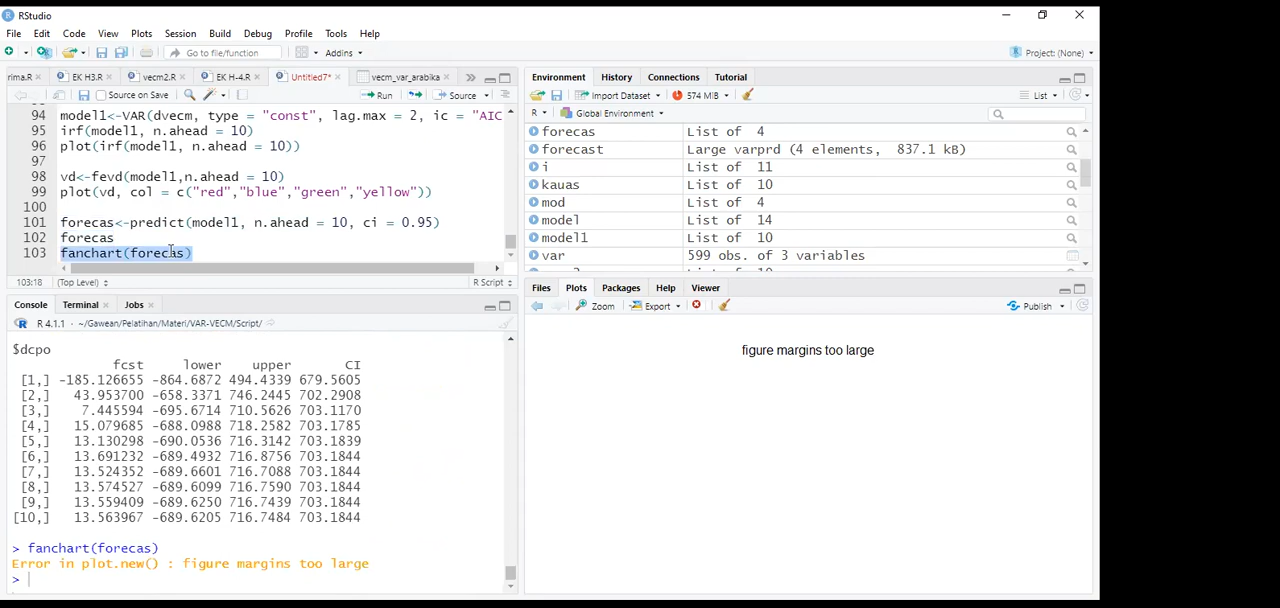 RStudio
File Edit Code View Plots Session Build Debug Profile Tools Help
Go to file/function Addins Project: (None)
rima.R EK H3.R vecm2.R EK H-4.R Untitled7* vecm_var_arabika
Source on Save Run Source
94 model1<-VAR(dvecm, type = "const", lag.max = 2, ic = "AIC
95 irf(model1, n.ahead = 10)
96 plot(irf(model1, n.ahead = 10))
97
98 vd<-fevd(model1,n.ahead = 10)
99 plot(vd, col = c("red","blue","green","yellow"))
100
101 forecas<-predict(model1, n.ahead = 10, ci = 0.95)
102 forecas
103 fanchart(forecas)
103:18 (Top Level) R Script
Console Terminal Jobs
R 4.1.1 · ~/Gawean/Pelatihan/Materi/VAR-VECM/Script/
$dcpo
fcst lower upper CI
[1,] -185.126655 -864.6872 494.4339 679.5605
[2,] 43.953700 -658.3371 746.2445 702.2908
[3,] 7.445594 -695.6714 710.5626 703.1170
[4,] 15.079685 -688.0988 718.2582 703.1785
[5,] 13.130298 -690.0536 716.3142 703.1839
[6,] 13.691232 -689.4932 716.8756 703.1844
[7,] 13.524352 -689.6601 716.7088 703.1844
[8,] 13.574527 -689.6099 716.7590 703.1844
[9,] 13.559409 -689.6250 716.7439 703.1844
[10,] 13.563967 -689.6205 716.7484 703.1844
> fanchart(forecas)
Error in plot.new() : figure margins too large
>
Environment History Connections Tutorial
Import Dataset 574 MiB List
R Global Environment
forecas List of 4
forecast Large varprd (4 elements, 837.1 kB)
i List of 11
kauas List of 10
mod List of 4
model List of 14
model1 List of 10
var 599 obs. of 3 variables
Files Plots Packages Help Viewer
Zoom Export Publish
figure margins too large